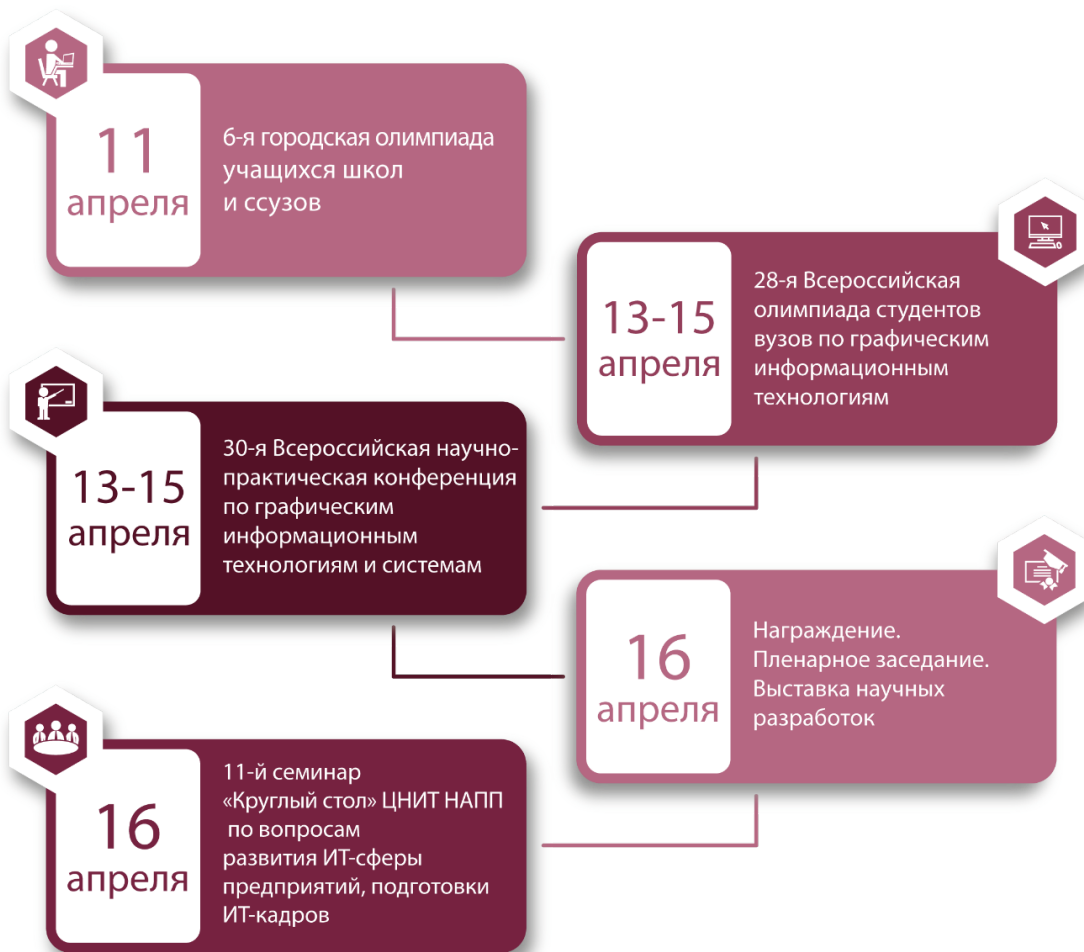 11
апреля
6-я городская олимпиада
учащихся школ
и ссузов
13-15
апреля
28-я Всероссийская
олимпиада студентов
вузов по графическим
информационным
технологиям
13-15
апреля
30-я Всероссийская научно-
практическая конференция
по графическим
информационным
технологиям и системам
16
апреля
Награждение.
Пленарное заседание.
Выставка научных
разработок
16
апреля
11-й семинар
«Круглый стол» ЦНИТ НАПП
по вопросам
развития ИТ-сферы
предприятий, подготовки
ИТ-кадров